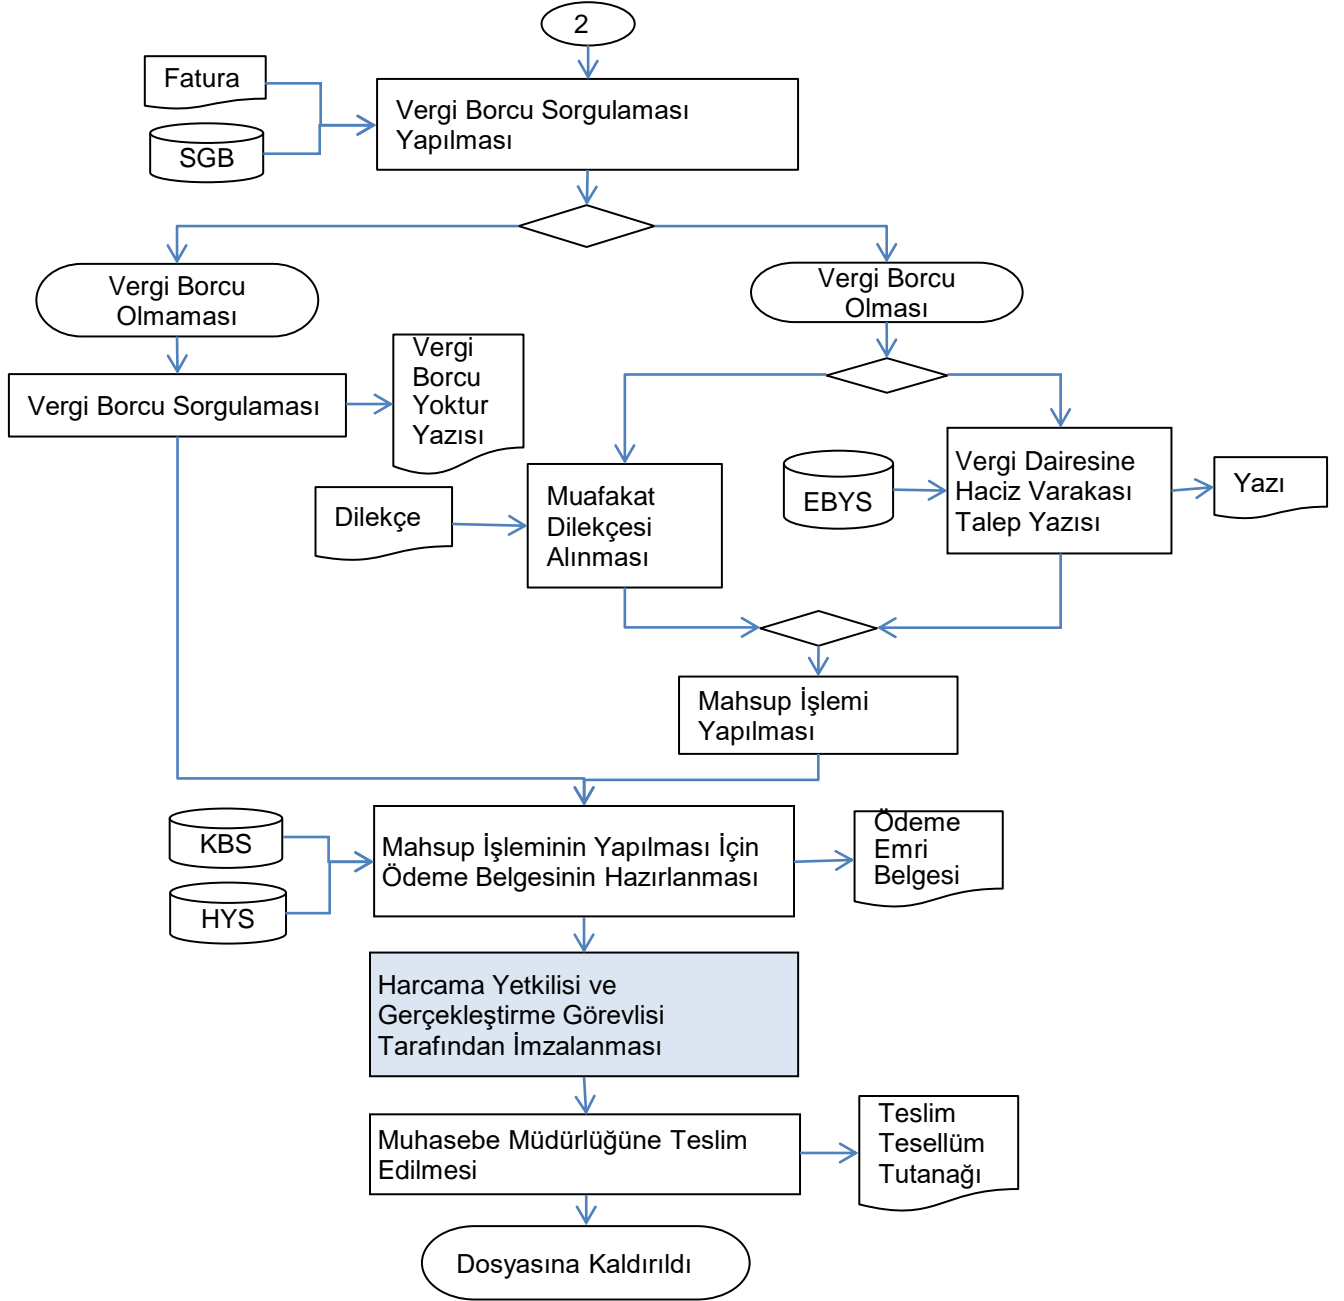 2
Fatura
SGB
Vergi Borcu Sorgulaması
Yapılması
Vergi Borcu
Olmaması
Vergi Borcu
Olması
Vergi Borcu Sorgulaması
Vergi
Borcu
Yoktur
Yazısı
Dilekçe
Muafakat
Dilekçesi
Alınması
EBYS
Vergi Dairesine
Haciz Varakası
Talep Yazısı
Yazı
Mahsup İşlemi
Yapılması
KBS
HYS
Mahsup İşleminin Yapılması İçin
Ödeme Belgesinin Hazırlanması
Ödeme
Emri
Belgesi
Harcama Yetkilisi ve
Gerçekleştirme Görevlisi
Tarafından İmzalanması
Muhasebe Müdürlüğüne Teslim
Edilmesi
Teslim
Tesellüm
Tutanağı
Dosyasına Kaldırıldı